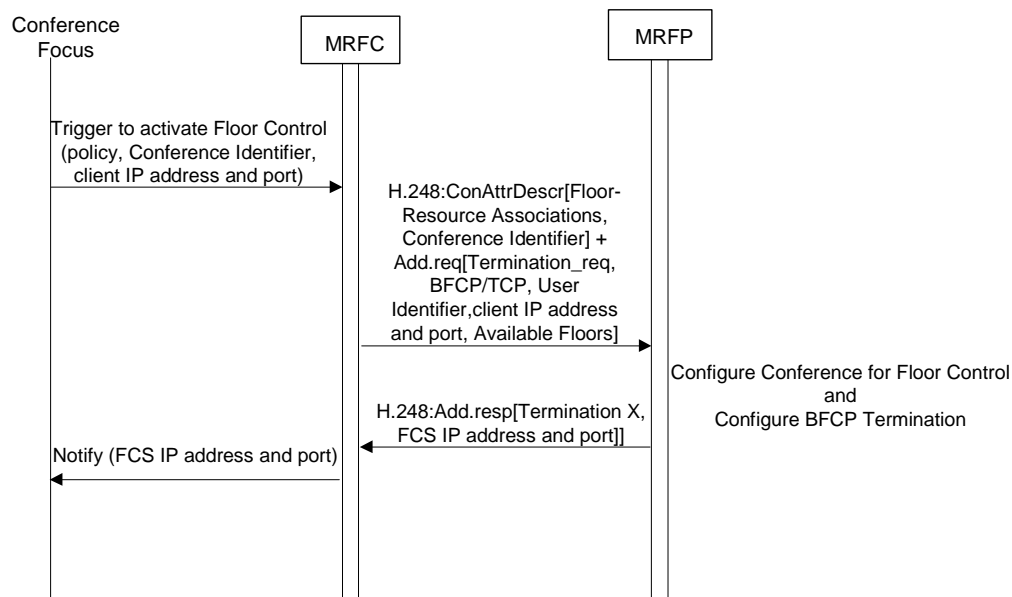 Conference
Focus
MRFC
MRFP
Trigger to activate Floor Control
(policy, Conference Identifier,
client IP address and port)
H.248:ConAttrDescr[Floor-
Resource Associations,
Conference Identifier] +
Add.req[Termination_req,
BFCP/TCP, User
Identifier,client IP address
and port, Available Floors]
Configure Conference for Floor Control
and
Configure BFCP Termination
H.248:Add.resp[Termination X,
FCS IP address and port]]
Notify (FCS IP address and port)